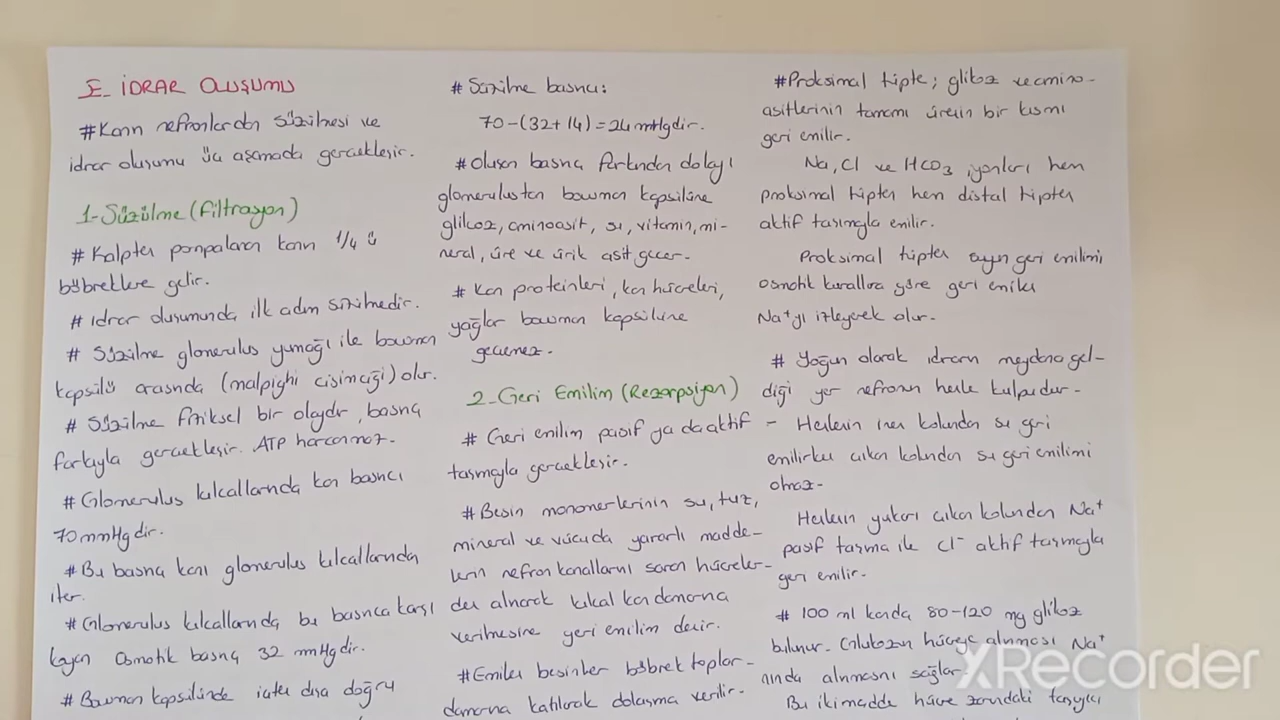 E- İDRAR OLUŞUMU
#Kanın nefronlardan süzülmesi ve
idrar oluşumu üç aşamada gerçekleşir.
1-Süzülme (Filtrasyon)
# Kalpten pompalanan kanın 1/4 ü
böbreklere gelir.
# idrar oluşumunda ilk adım süzülmedir.
# Süzülme glomerulus yumağı ile bowman
kapsülü arasında (malpighi cisimciği) olur.
# Süzülme fiziksel bir olaydır, basınç
farkıyla gerçekleşir. ATP harcanmaz.
# Glomerulus kılcallarında kan basıncı
70 mmHg dir.
# Bu basınç kanı glomerulus kılcallarında
iter.
# Glomerulus kılcallarında bu basınca karşı
koyan Osmotik basınç 32 mmHg dir.
# Bowman kapsülünde içten dışa doğru
# Süzülme basıncı:
70-(32+14)=24 mmHg dir.
# Oluşan basınç farkından dolayı
glomerulustan bowman kapsülüne
glikoz, aminoasit, su, vitamin, mi-
neral, üre ve ürik asit geçer.
# Kan proteinleri, kan hücreleri,
yağlar bowman kapsülüne
geçemez.
2-Geri Emilim (Rezorpsiyon)
# Geri emilim pasif ya da aktif
taşımayla gerçekleşir.
#Besin monomerlerinin su, tuz,
mineral ve vücuda yararlı madde-
lerin nefron kanallarını saran hücreler-
den alınarak kılcal kan damarına
verilmesine geri emilim denir.
#Emilen besinler böbrek toplar-
damarına katılarak dolaşıma verilir.
#Proksimal tüpte; glikoz ve amino-
asitlerinin tamamı ürenin bir kısmı
geri emilir.
Na, Cl ve HCO3 iyonları hem
proksimal tüpten hem distal tüpten
aktif taşımayla emilir.
Proksimal tüpten suyun geri emilimi,
osmotik kurallara göre geri emilen
Na+yı izleyerek olur.
# Yoğun olarak idrarın meydana gel-
diği yer nefronun henle kulpudur.
- Henlenin inen kolundan su geri
emilirken çıkan kolundan su geri emilimi
olmaz.
Henlenin yukarı çıkan kolundan Na+
pasif taşıma ile Cl- aktif taşımayla
geri emilir.
# 100 ml kanda 80-120 mg glikoz
bulunur. Glukozun hücreye alınması Na+
ında alınmasını sağlar.
Bu iki madde hücre zarındaki taşıyıcı
XRecorder